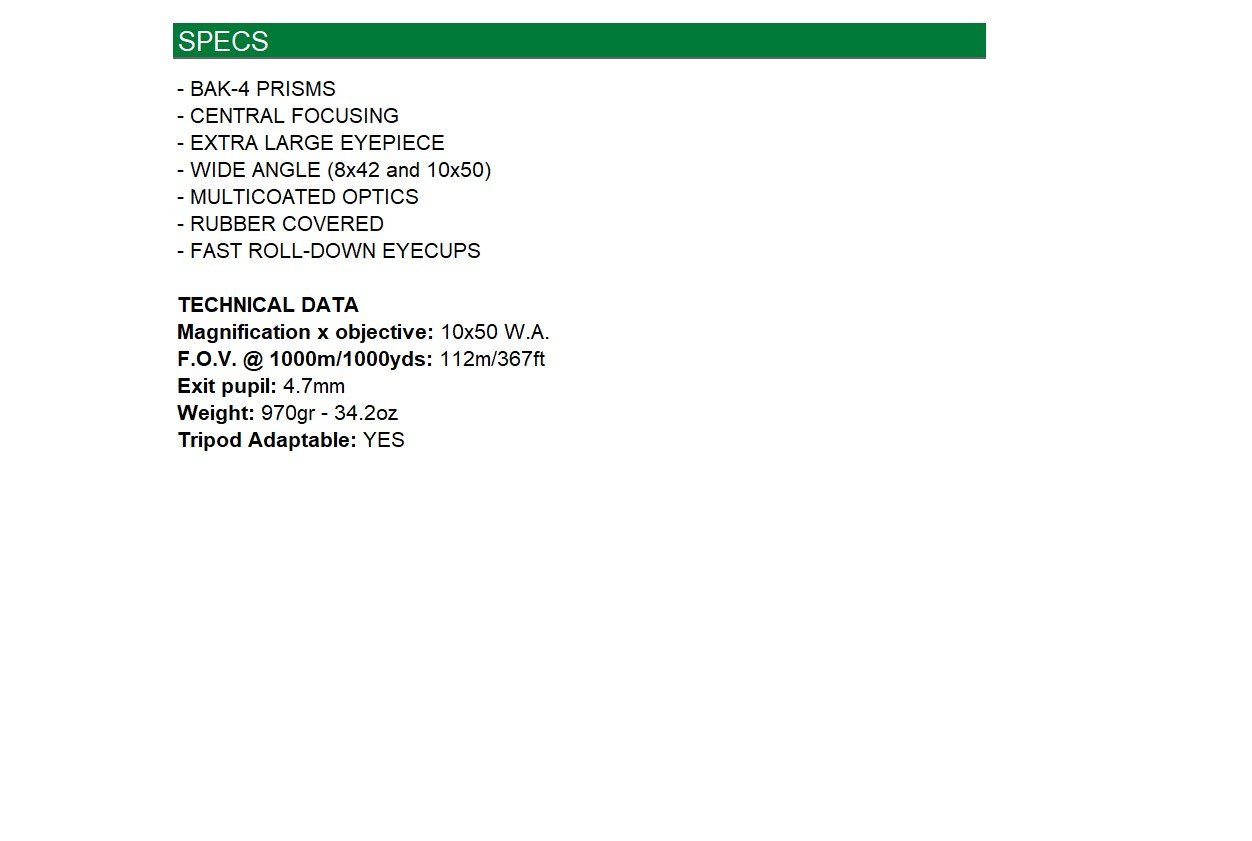 SPECS
- BAK-4 PRISMS
- CENTRAL FOCUSING
- EXTRA LARGE EYEPIECE
- WIDE ANGLE (8x42 and 10x50)
- MULTICOATED OPTICS
- RUBBER COVERED
- FAST ROLL-DOWN EYECUPS
TECHNICAL DATA
Magnification x objective: 10x50 W.A.
F.O.V. @ 1000m/1000yds: 112m/367ft
Exit pupil: 4.7mm
Weight: 970gr - 34.2oz
Tripod Adaptable: YES